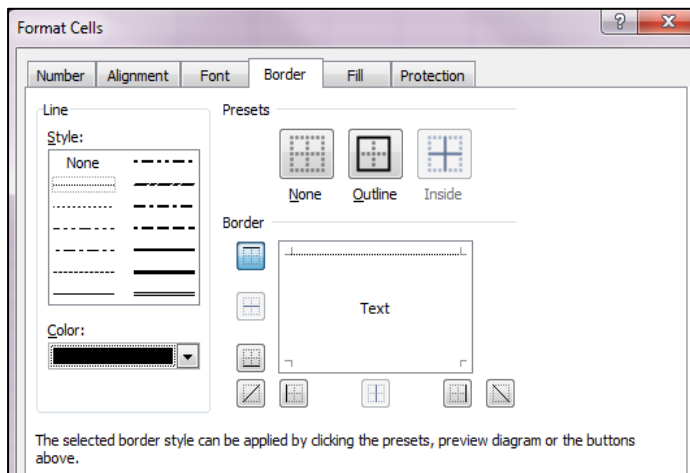 Format Cells
Number Alignment Font Border Fill Protection
Line
Style:
None
Color:
Presets
None Outline Inside
Border
Text
The selected border style can be applied by clicking the presets, preview diagram or the buttons
above.